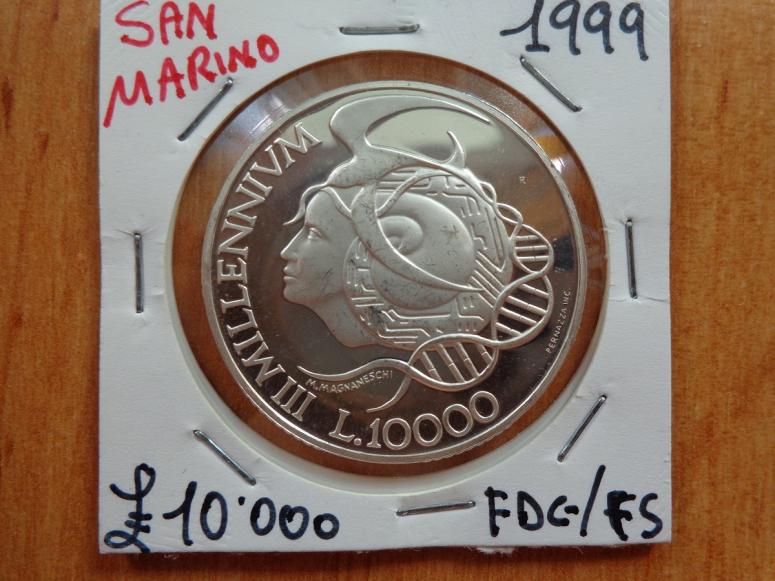 SAN
MARINO
1999
III MILLENNIVM
R
PERNAZZA INC.
M. MAGNANESCHI
L.10000
£10'000
FDC/FS